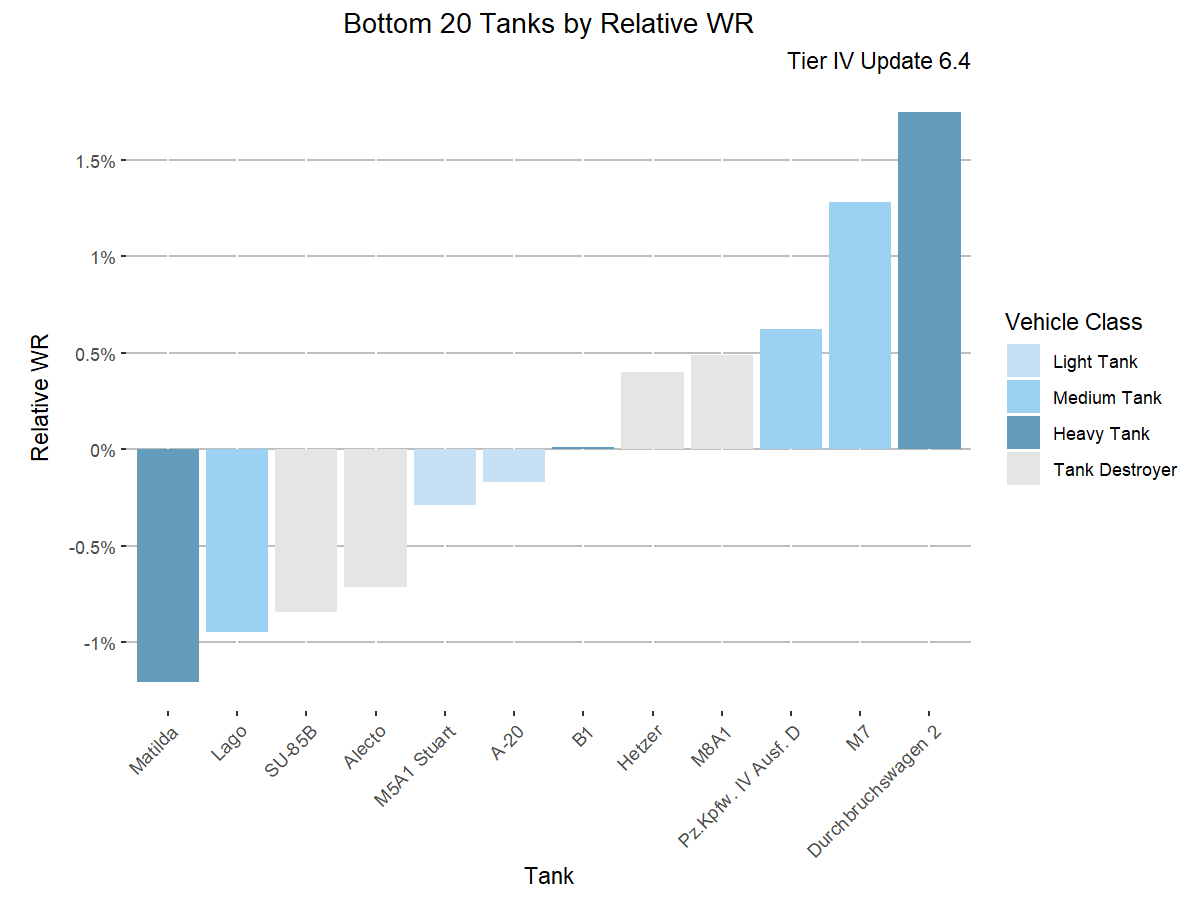 Bottom 20 Tanks by Relative WR
Tier IV Update 6.4
Relative WR
1.5%
1%
0.5%
0%
-0.5%
-1%
Matilda
Lago
SU-85B
Alecto
M5A1 Stuart
A-20
B1
Hetzer
M8A1
Pz.Kpfw. IV Ausf. D
M7
Durchbruchswagen 2
Tank
Vehicle Class
Light Tank
Medium Tank
Heavy Tank
Tank Destroyer